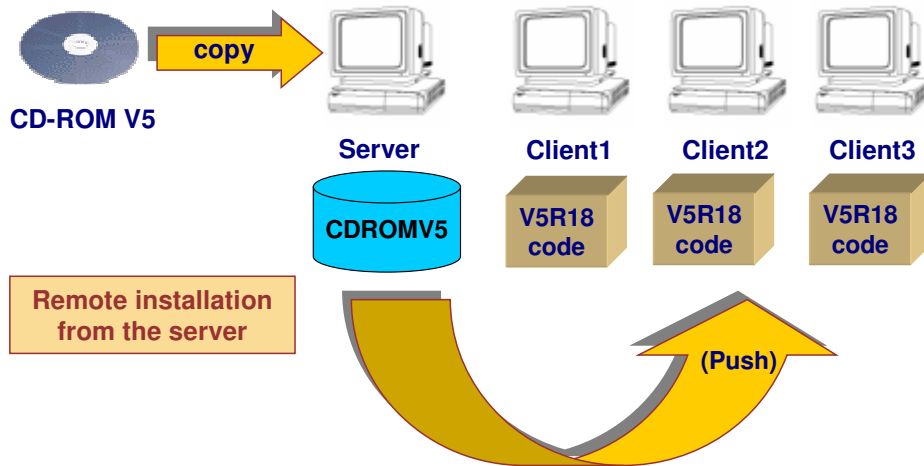 copy
CD-ROM V5
Server
Client1
Client2
Client3
CDROMV5
V5R18
code
V5R18
code
V5R18
code
Remote installation
from the server
(Push)